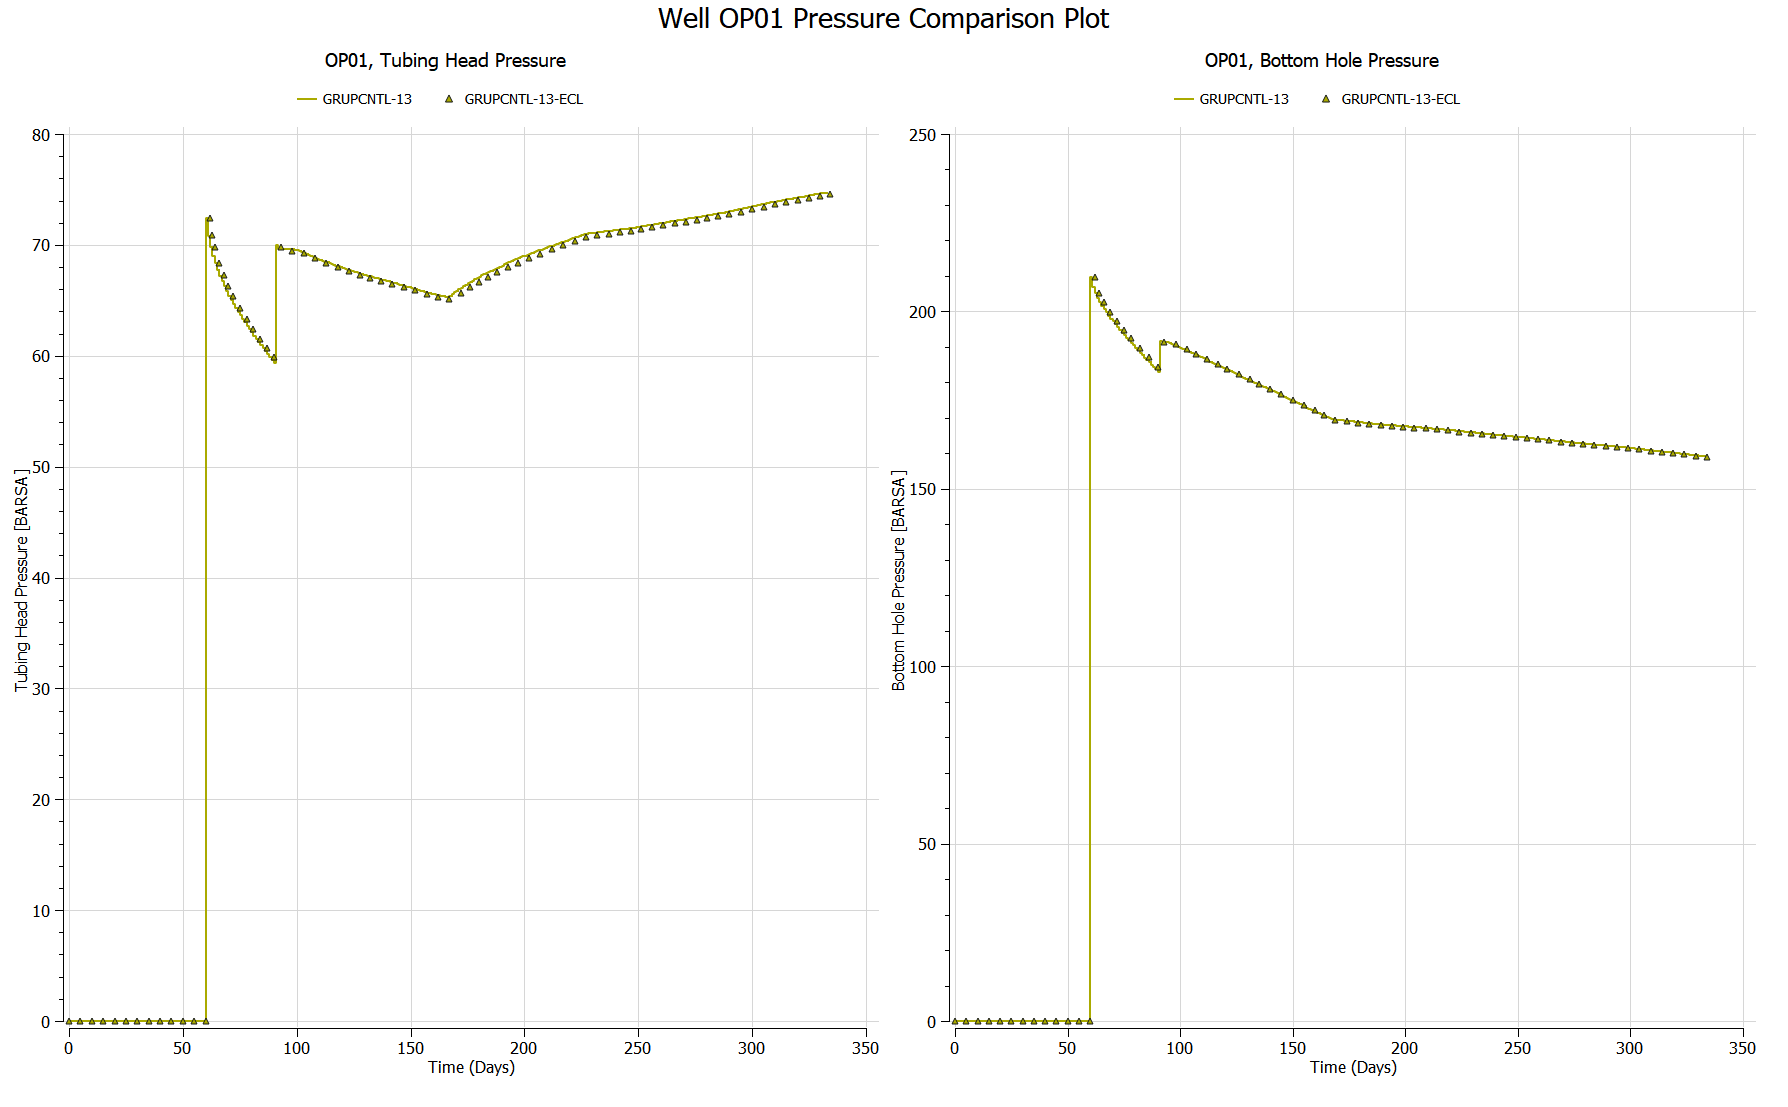 Well OP01 Pressure Comparison Plot
OP01, Tubing Head Pressure
GRUPCNTL-13 GRUPCNTL-13-ECL
80
70
60
50
40
30
20
10
0
Tubing Head Pressure [BARSA]
0 50 100 150 200 250 300 350
Time (Days)
OP01, Bottom Hole Pressure
GRUPCNTL-13 GRUPCNTL-13-ECL
250
200
150
100
50
0
Bottom Hole Pressure [BARSA]
0 50 100 150 200 250 300 350
Time (Days)